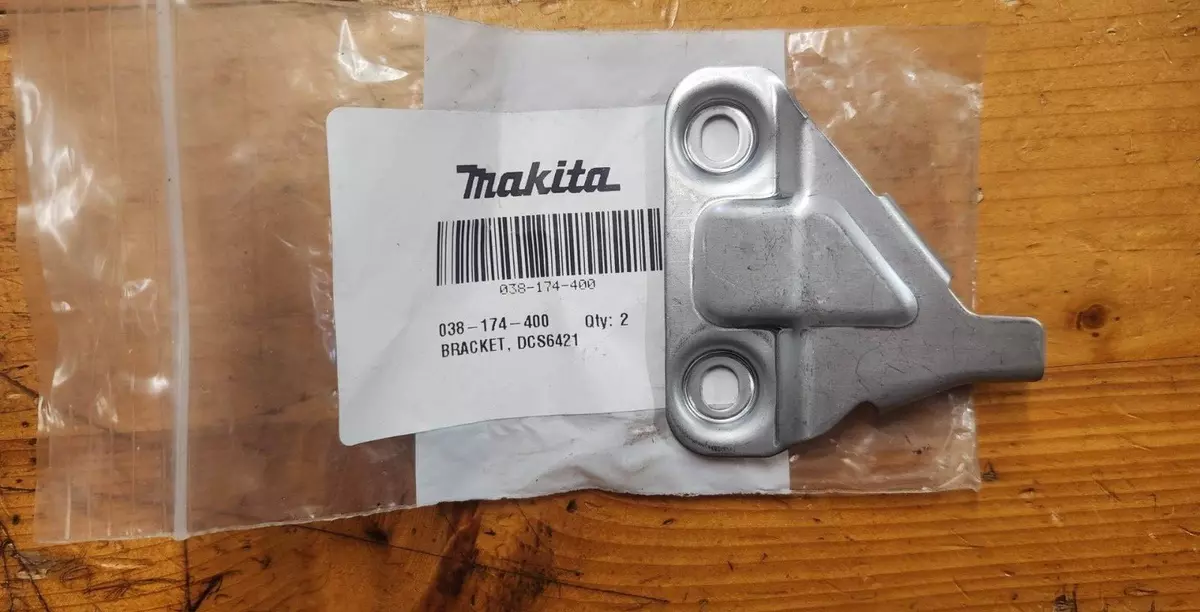 makita
038-174-400
038-174-400 Qty: 2
BRACKET, DCS6421